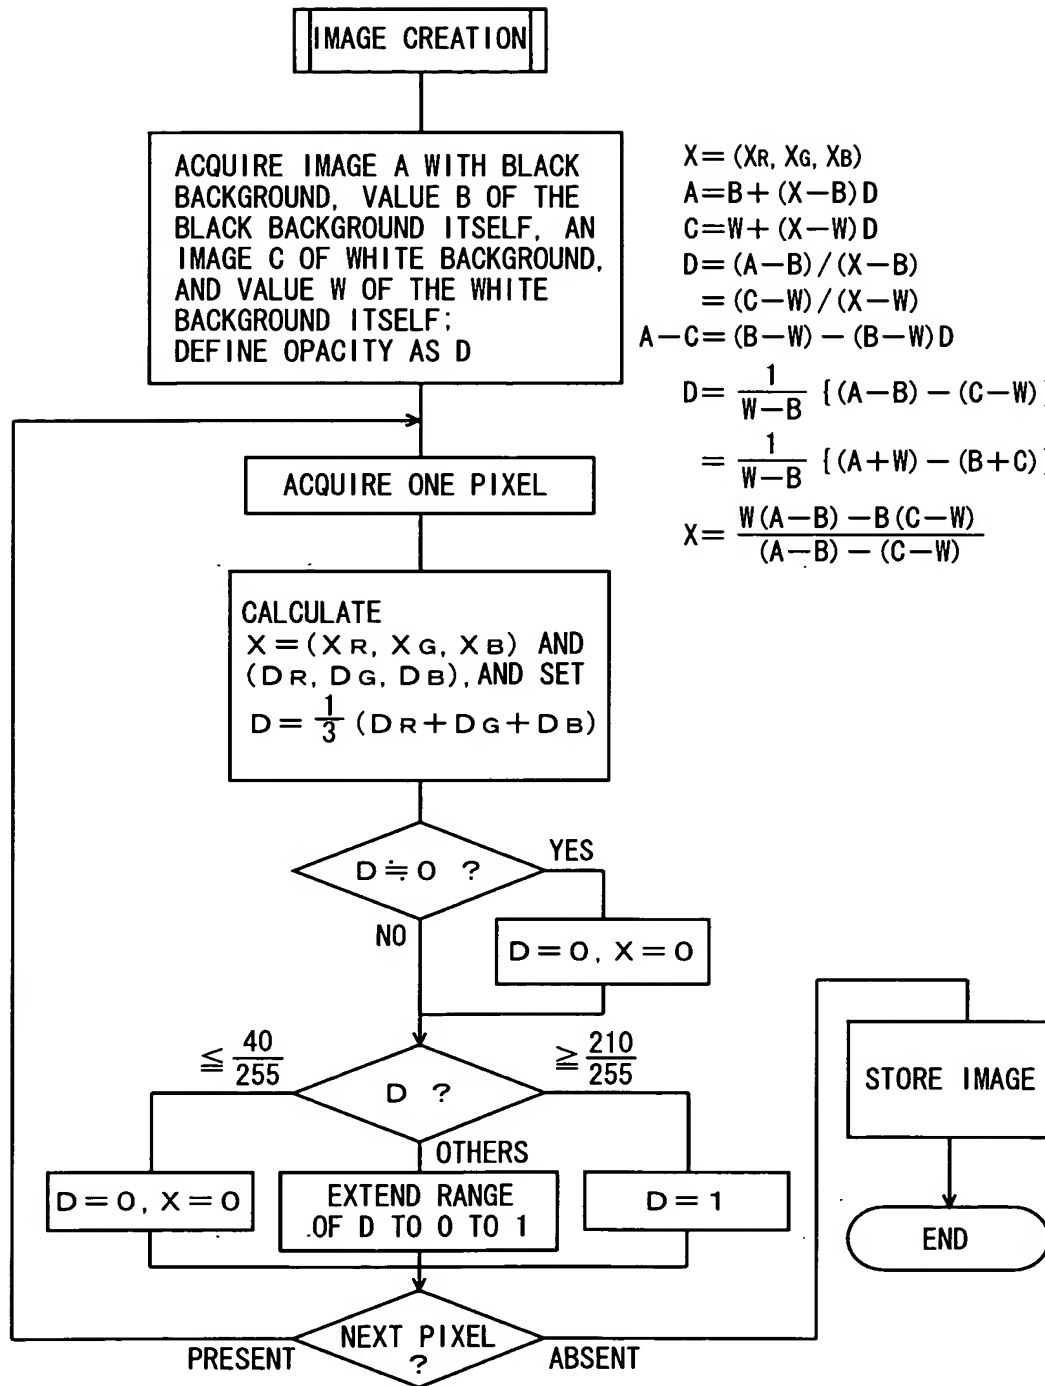 IMAGE CREATION
ACQUIRE IMAGE A WITH BLACK
BACKGROUND, VALUE B OF THE
BLACK BACKGROUND ITSELF, AN
IMAGE C OF WHITE BACKGROUND,
AND VALUE W OF THE WHITE
BACKGROUND ITSELF;
DEFINE OPACITY AS D
X=(XR, XG, XB)
A=B+(X−B)D
C=W+(X−W)D
D=(A−B)/(X−B)
=(C−W)/(X−W)
A−C=(B−W)−(B−W)D
D= 1/(W−B) {(A−B)−(C−W)}
= 1/(W−B) {(A+W)−(B+C)}
X= W(A−B)−B(C−W)
(A−B)−(C−W)
ACQUIRE ONE PIXEL
CALCULATE
X=(XR, XG, XB) AND
(DR, DG, DB), AND SET
D= 1/3 (DR+DG+DB)
D≒0 ?
YES
NO
D=0, X=0
≦ 40/255
D ?
≧ 210/255
OTHERS
D=0, X=0
EXTEND RANGE
OF D TO 0 TO 1
D=1
NEXT PIXEL
?
PRESENT
ABSENT
STORE IMAGE
END